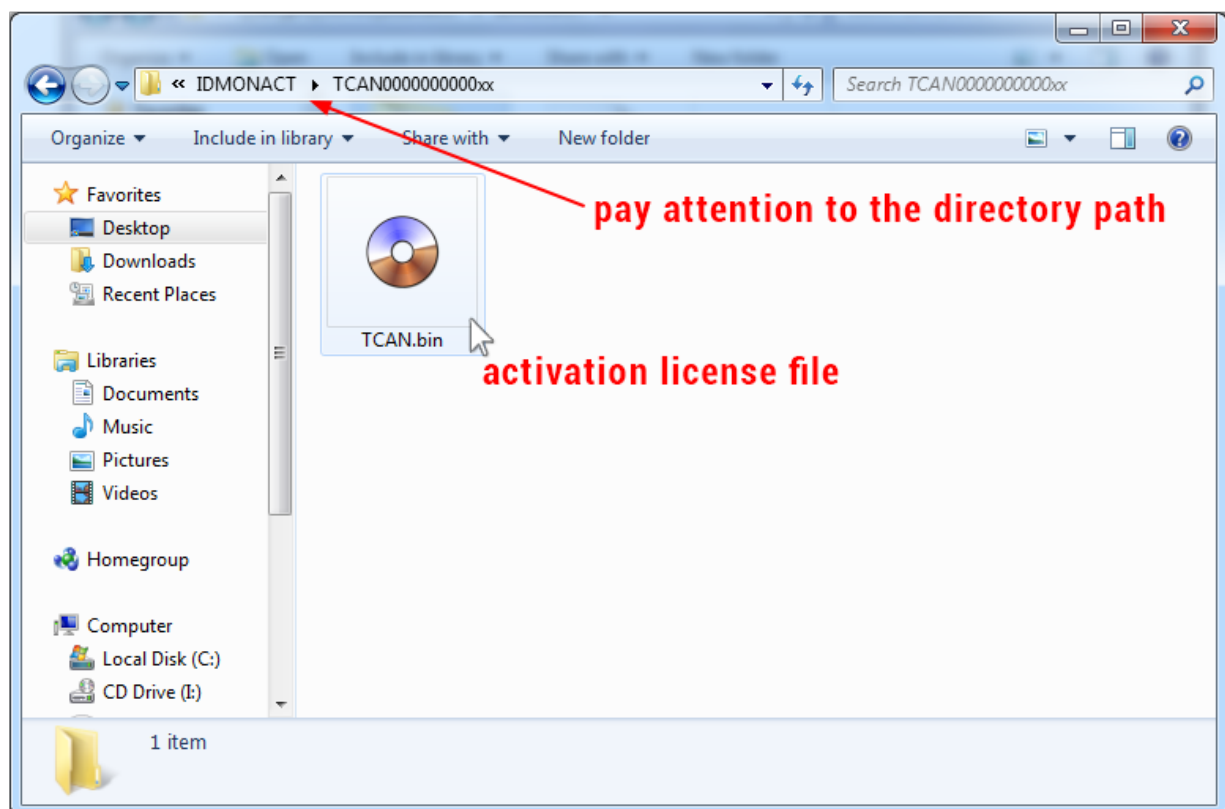 « IDMONACT ▸ TCAN0000000000xx
Search TCAN0000000000xx
Organize Include in library Share with New folder
Favorites
Desktop
Downloads
Recent Places
Libraries
Documents
Music
Pictures
Videos
Homegroup
Computer
Local Disk (C:)
CD Drive (I:)
TCAN.bin
pay attention to the directory path
activation license file
1 item